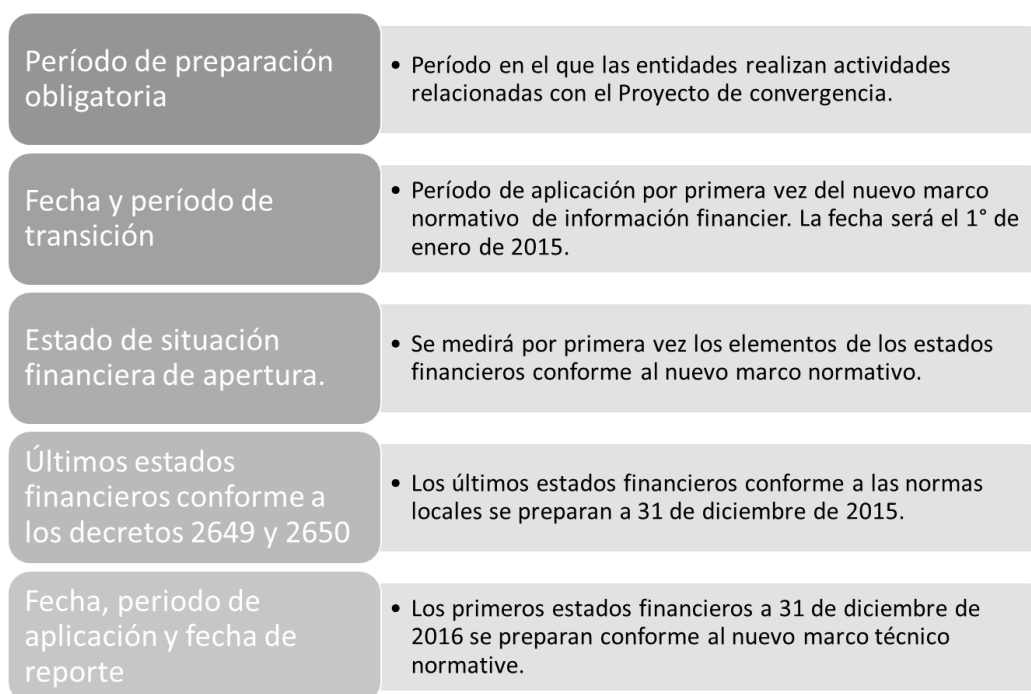 Período de preparación
obligatoria
• Período en el que las entidades realizan actividades
relacionadas con el Proyecto de convergencia.
Fecha y período de
transición
• Período de aplicación por primera vez del nuevo marco
normativo de información financier. La fecha será el 1° de
enero de 2015.
Estado de situación
financiera de apertura.
• Se medirá por primera vez los elementos de los estados
financieros conforme al nuevo marco normativo.
Últimos estados
financieros conforme a
los decretos 2649 y 2650
• Los últimos estados financieros conforme a las normas
locales se preparan a 31 de diciembre de 2015.
Fecha, periodo de
aplicación y fecha de
reporte
• Los primeros estados financieros a 31 de diciembre de
2016 se preparan conforme al nuevo marco técnico
normative.